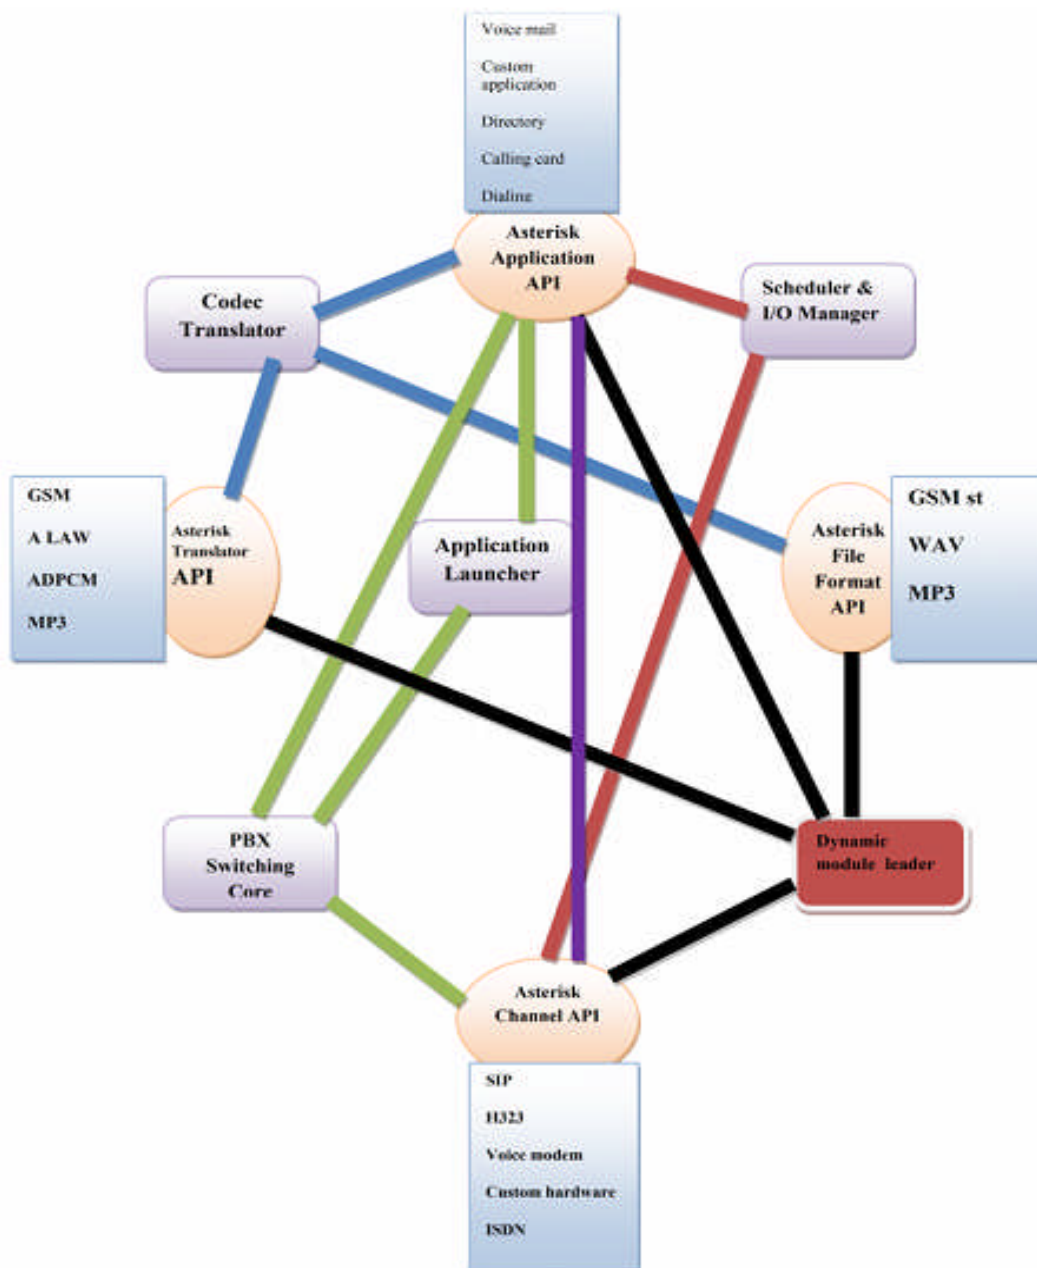 Voice mail
Custom
application
Directory
Calling card
Dialing
Asterisk
Application
API
Codec
Translator
Scheduler &
I/O Manager
GSM
A LAW
ADPCM
MP3
Asterisk
Translator
API
Application
Launcher
Asterisk
File
Format
API
GSM st
WAV
MP3
PBX
Switching
Core
Dynamic
module leader
Asterisk
Channel API
SIP
H323
Voice modem
Custom hardware
ISDN